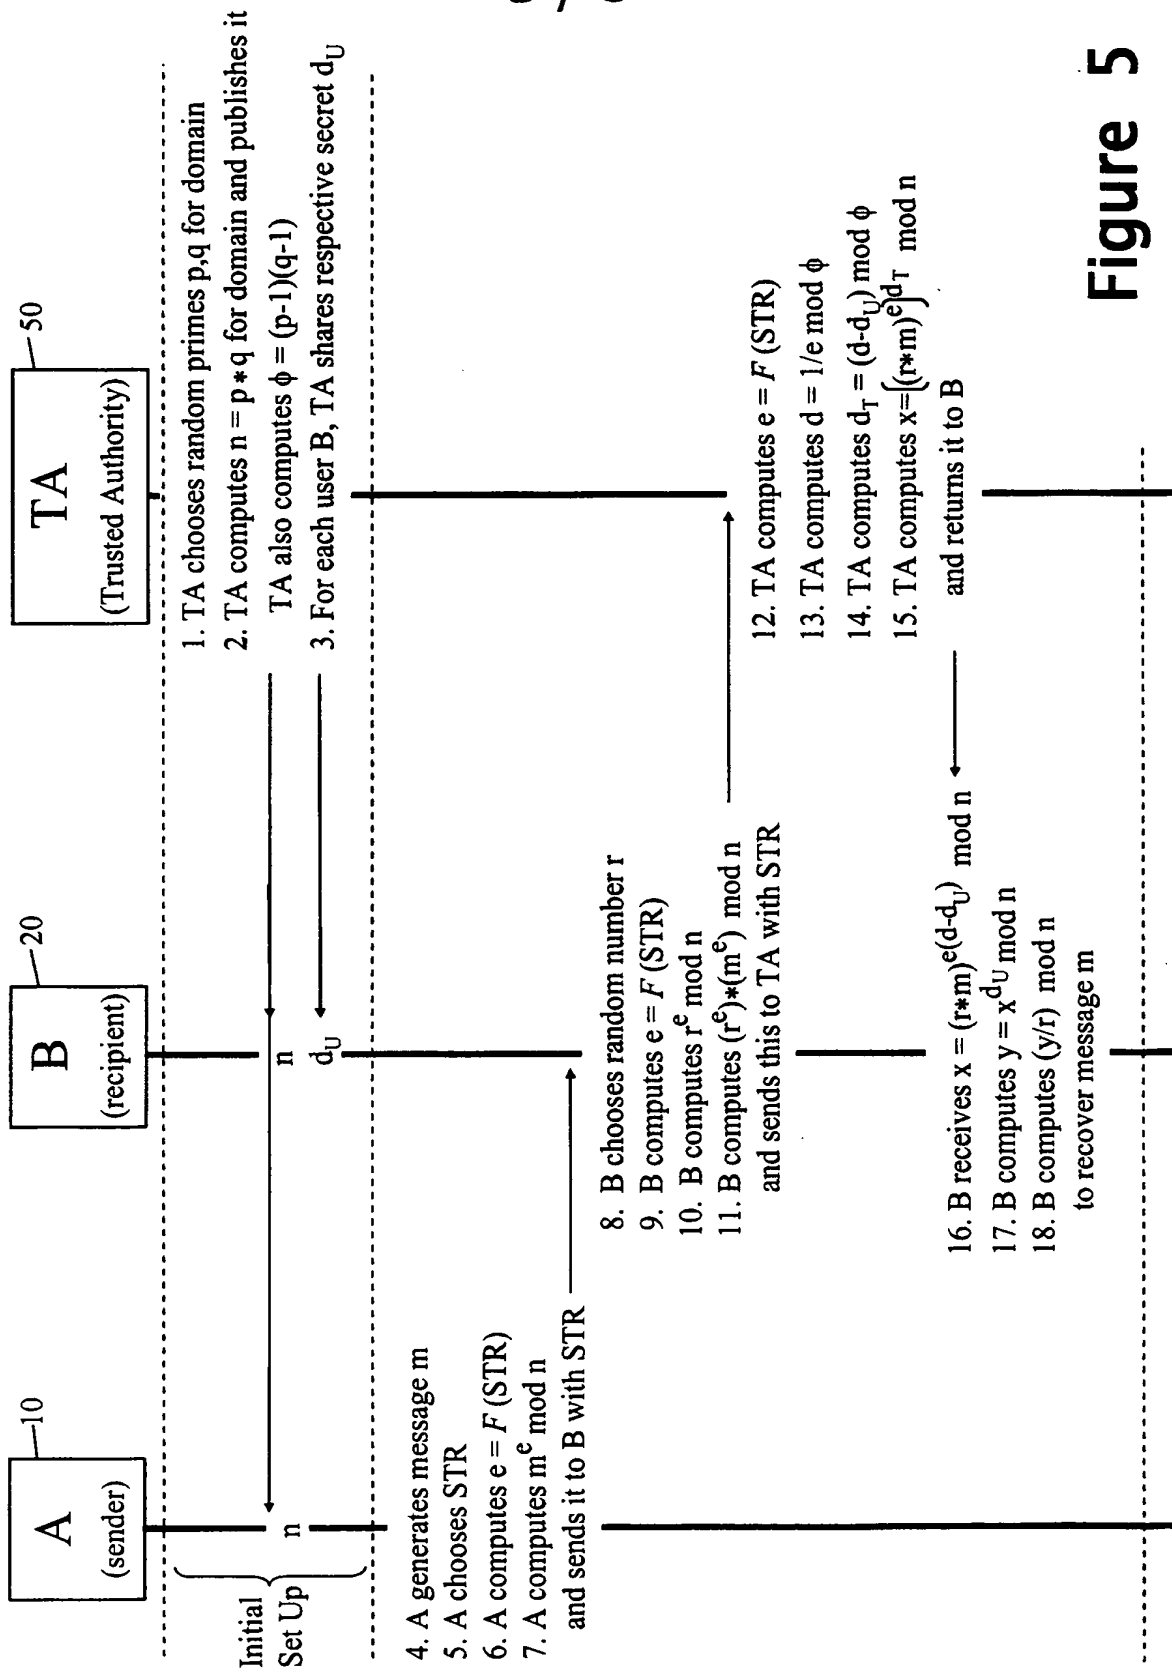 A
(sender)
10
B
(recipient)
20
TA
(Trusted Authority)
50
Initial
Set Up
1. TA chooses random primes p,q for domain
2. TA computes n = p*q for domain and publishes it
TA also computes ϕ = (p-1)(q-1)
3. For each user B, TA shares respective secret d_U
n
n
d_U
4. A generates message m
5. A chooses STR
6. A computes e = F(STR)
7. A computes m^e mod n
and sends it to B with STR
8. B chooses random number r
9. B computes e = F(STR)
10. B computes r^e mod n
11. B computes (r^e)*(m^e) mod n
and sends this to TA with STR
12. TA computes e = F(STR)
13. TA computes d = 1/e mod ϕ
14. TA computes d_T = (d-d_U) mod ϕ
15. TA computes x={(r*m)^e}^d_T mod n
and returns it to B
16. B receives x = (r*m)^e(d-d_U) mod n
17. B computes y = x^d_U mod n
18. B computes (y/r) mod n
to recover message m
Figure 5